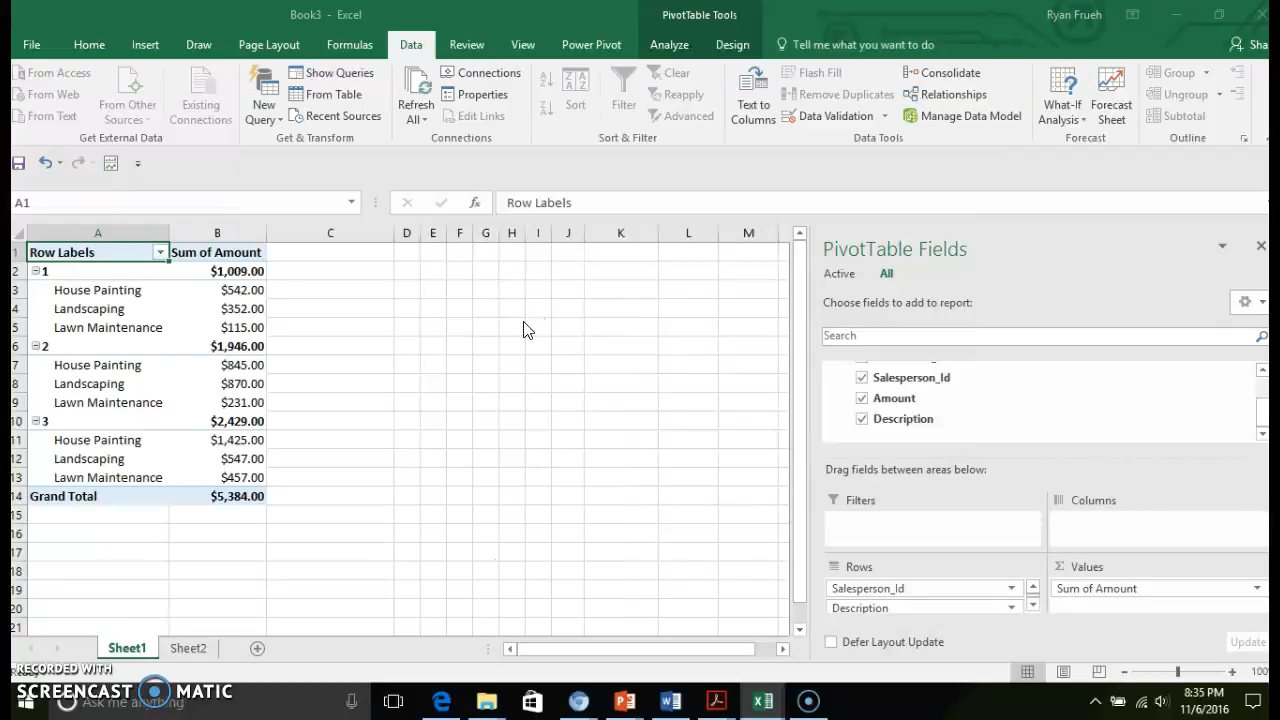 Book3 - Excel
PivotTable Tools
Ryan Frueh
File Home Insert Draw Page Layout Formulas Data Review View Power Pivot Analyze Design Tell me what you want to do Sha
From Access
From Web
From Text
From Other
Sources
Existing
Connections
Get External Data
New
Query
Show Queries
From Table
Recent Sources
Get & Transform
Refresh
All
Connections
Properties
Edit Links
Connections
Sort
Filter
Clear
Reapply
Advanced
Sort & Filter
Text to
Columns
Flash Fill
Remove Duplicates
Data Validation
Consolidate
Relationships
Manage Data Model
Data Tools
What-If
Analysis
Forecast
Sheet
Forecast
Group
Ungroup
Subtotal
Outline
A1
fx
Row Labels
A B C D E F G H I J K L M
1 Row Labels Sum of Amount
2 1 $1,009.00
3 House Painting $542.00
4 Landscaping $352.00
5 Lawn Maintenance $115.00
6 2 $1,946.00
7 House Painting $845.00
8 Landscaping $870.00
9 Lawn Maintenance $231.00
10 3 $2,429.00
11 House Painting $1,425.00
12 Landscaping $547.00
13 Lawn Maintenance $457.00
14 Grand Total $5,384.00
15
16
17
18
19
20
21
PivotTable Fields
Active All
Choose fields to add to report:
Search
Salesperson_Id
Amount
Description
Drag fields between areas below:
Filters
Columns
Rows
Values
Salesperson_Id
Sum of Amount
Description
Defer Layout Update
Update
Sheet1 Sheet2
100
RECORDED WITH
SCREENCAST MATIC
Ask me anything
8:35 PM
11/6/2016